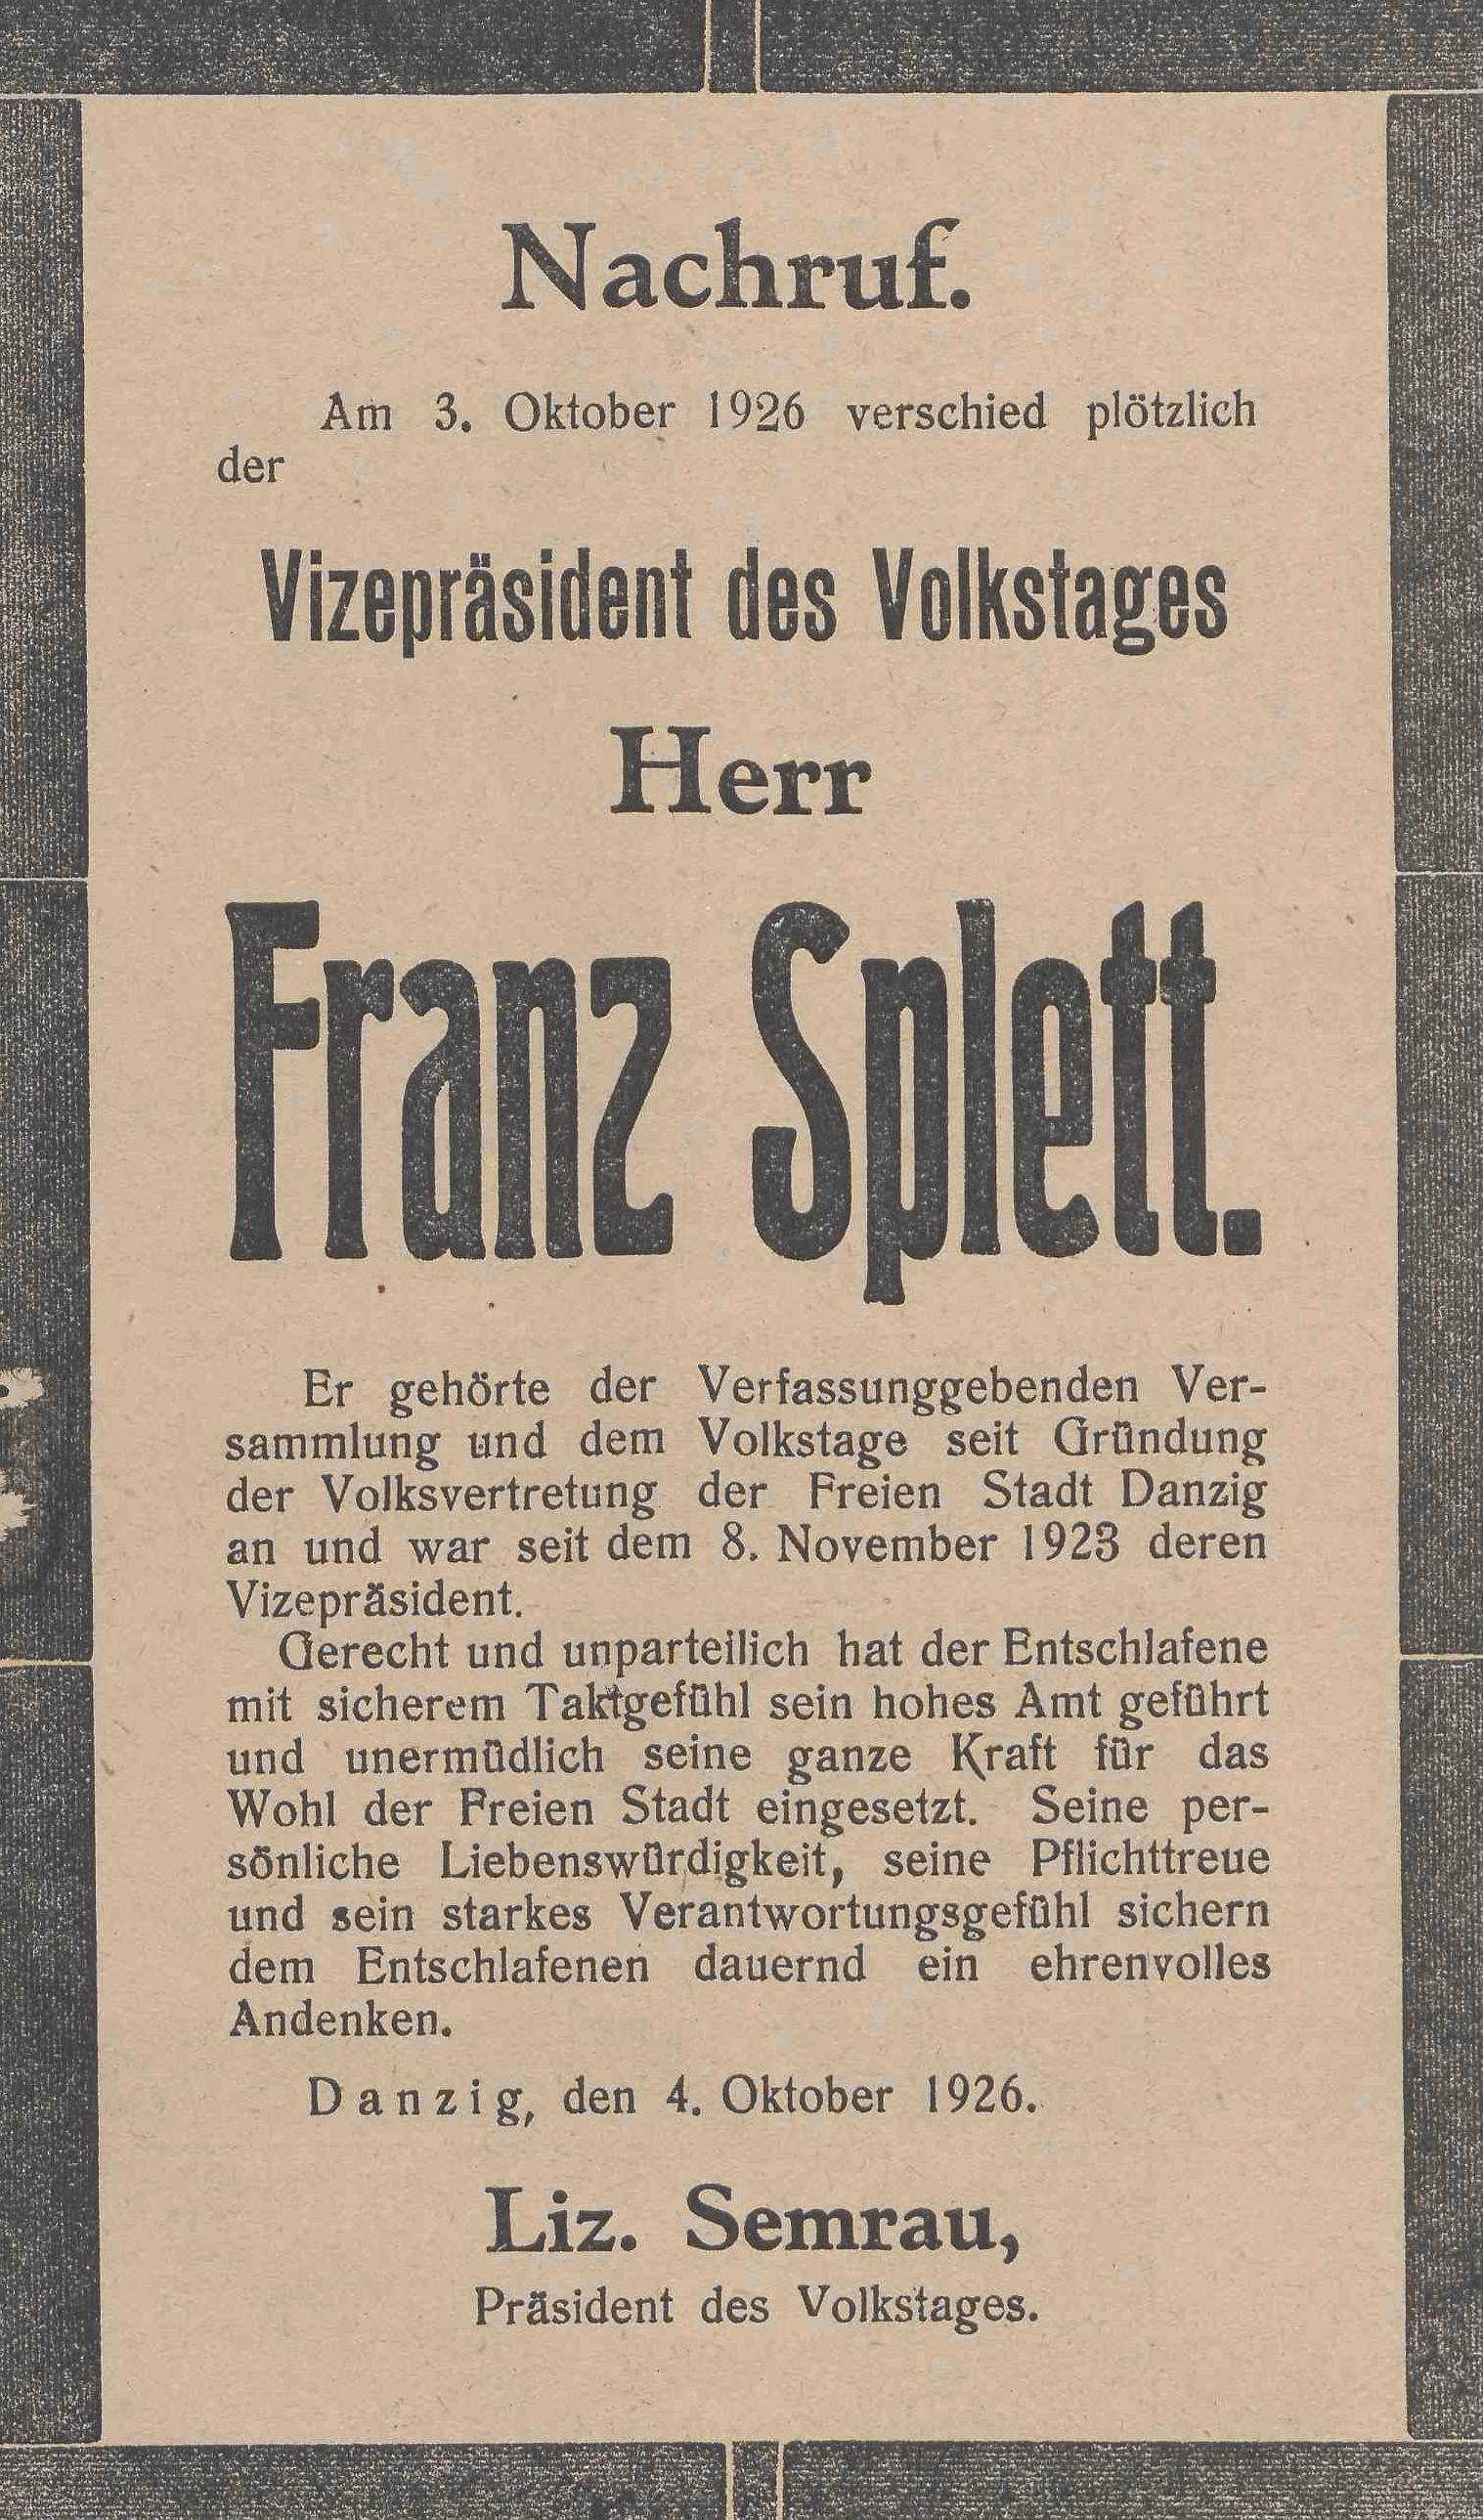 Nachruf.
Am 3. Oktober 1926 verschied plötzlich
der
Vizepräsident des Volkstages
Herr
Franz Splett.
Er gehörte der Verfassunggebenden Ver-
sammlung und dem Volkstage seit Gründung
der Volksvertretung der Freien Stadt Danzig
an und war seit dem 8. November 1923 deren
Vizepräsident.
Gerecht und unparteilich hat der Entschlafene
mit sicherem Taktgefühl sein hohes Amt geführt
und unermüdlich seine ganze Kraft für das
Wohl der Freien Stadt eingesetzt. Seine per-
sönliche Liebenswürdigkeit, seine Pflichttreue
und sein starkes Verantwortungsgefühl sichern
dem Entschlafenen dauernd ein ehrenvolles
Andenken.
Danzig, den 4. Oktober 1926.
Liz. Semrau,
Präsident des Volkstages.